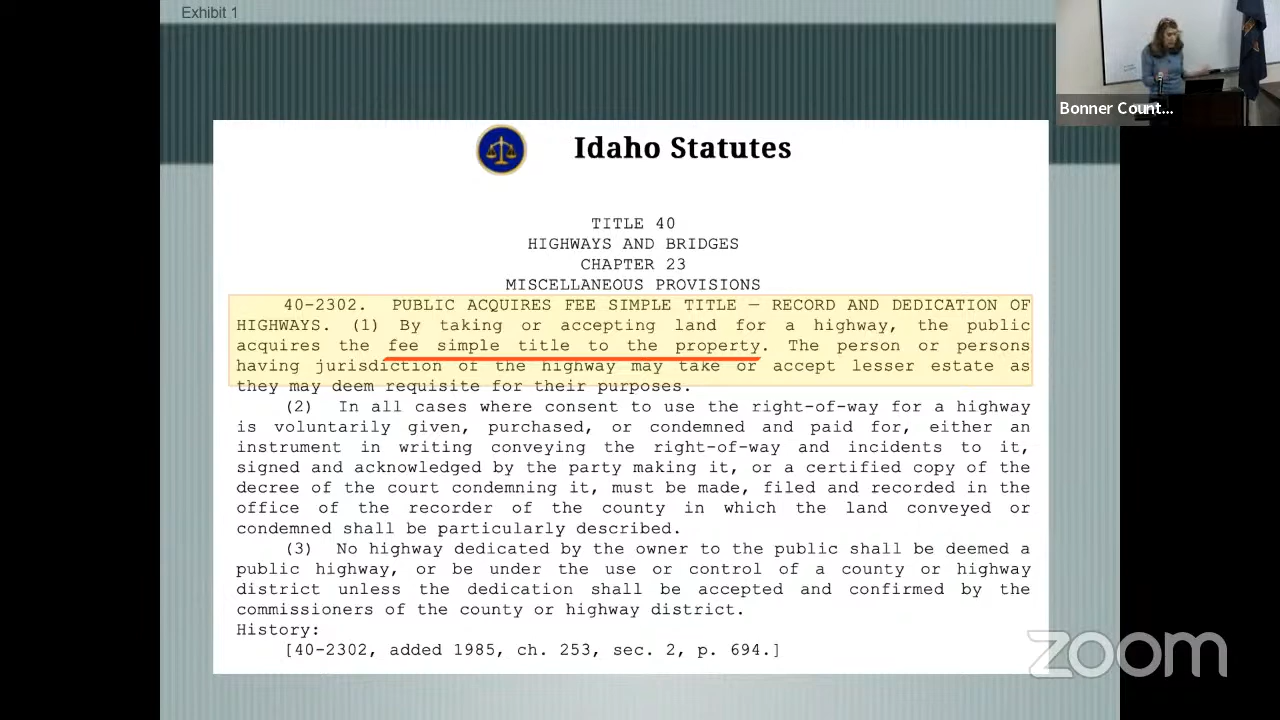 Exhibit 1
Bonner Count...
Idaho Statutes
TITLE 40
HIGHWAYS AND BRIDGES
CHAPTER 23
MISCELLANEOUS PROVISIONS
40-2302. PUBLIC ACQUIRES FEE SIMPLE TITLE — RECORD AND DEDICATION OF
HIGHWAYS. (1) By taking or accepting land for a highway, the public
acquires the fee simple title to the property. The person or persons
having jurisdiction of the highway may take or accept lesser estate as
they may deem requisite for their purposes.
(2) In all cases where consent to use the right-of-way for a highway
is voluntarily given, purchased, or condemned and paid for, either an
instrument in writing conveying the right-of-way and incidents to it,
signed and acknowledged by the party making it, or a certified copy of the
decree of the court condemning it, must be made, filed and recorded in the
office of the recorder of the county in which the land conveyed or
condemned shall be particularly described.
(3) No highway dedicated by the owner to the public shall be deemed a
public highway, or be under the use or control of a county or highway
district unless the dedication shall be accepted and confirmed by the
commissioners of the county or highway district.
History:
[40-2302, added 1985, ch. 253, sec. 2, p. 694.]
zoom